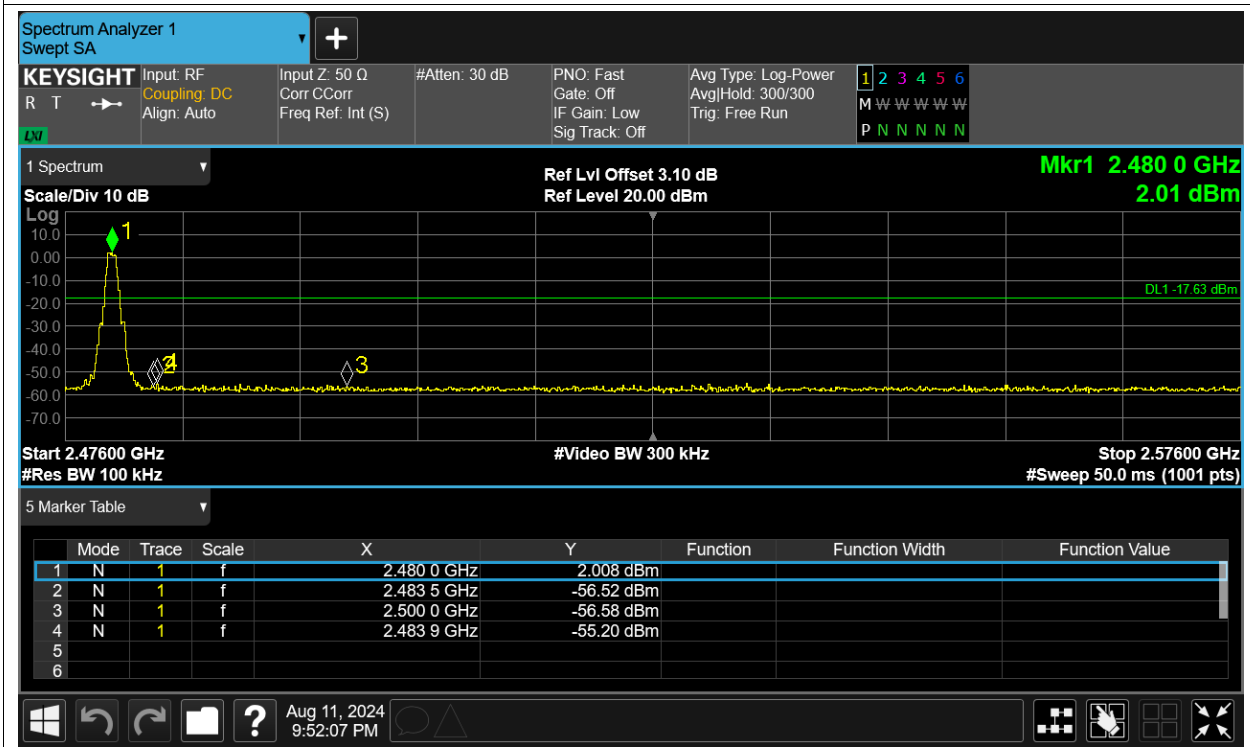 Spectrum Analyzer 1
Swept SA
KEYSIGHT
R T
LXI
Input: RF
Coupling: DC
Align: Auto
Input Z: 50 Ω
Corr CCorr
Freq Ref: Int (S)
#Atten: 30 dB
PNO: Fast
Gate: Off
IF Gain: Low
Sig Track: Off
Avg Type: Log-Power
Avg|Hold: 300/300
Trig: Free Run
1 2 3 4 5 6
M W W W W W
P N N N N N
1 Spectrum
Scale/Div 10 dB
Ref Lvl Offset 3.10 dB
Ref Level 20.00 dBm
Mkr1 2.480 0 GHz
2.01 dBm
Log
10.0
0.00
-10.0
-20.0
-30.0
-40.0
-50.0
-60.0
-70.0
1
2
4
3
DL1 -17.63 dBm
Start 2.47600 GHz #Video BW 300 kHz Stop 2.57600 GHz
#Res BW 100 kHz #Sweep 50.0 ms (1001 pts)
5 Marker Table
Mode Trace Scale X Y Function Function Width Function Value
1 N 1 f 2.480 0 GHz 2.008 dBm
2 N 1 f 2.483 5 GHz -56.52 dBm
3 N 1 f 2.500 0 GHz -56.58 dBm
4 N 1 f 2.483 9 GHz -55.20 dBm
5
6
?
Aug 11, 2024
9:52:07 PM